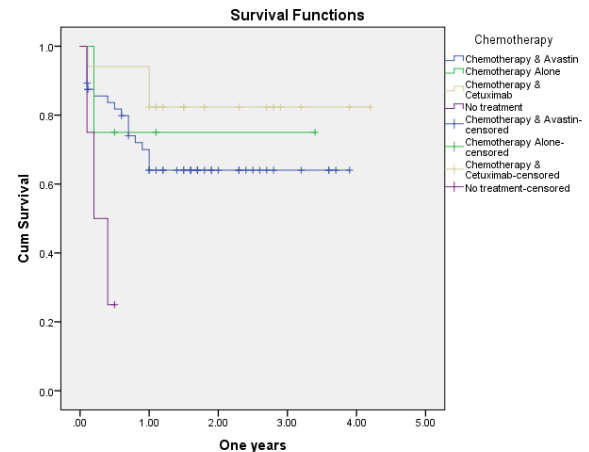 Survival Functions
Chemotherapy
Chemotherapy & Avastin
Chemotherapy Alone
Chemotherapy &
Cetuximab
No treatment
Chemotherapy & Avastin-
censored
Chemotherapy Alone-
censored
Chemotherapy &
Cetuximab-censored
No treatment-censored
Cum Survival
1.0
0.8
0.6
0.4
0.2
0.0
.00 1.00 2.00 3.00 4.00 5.00
One years